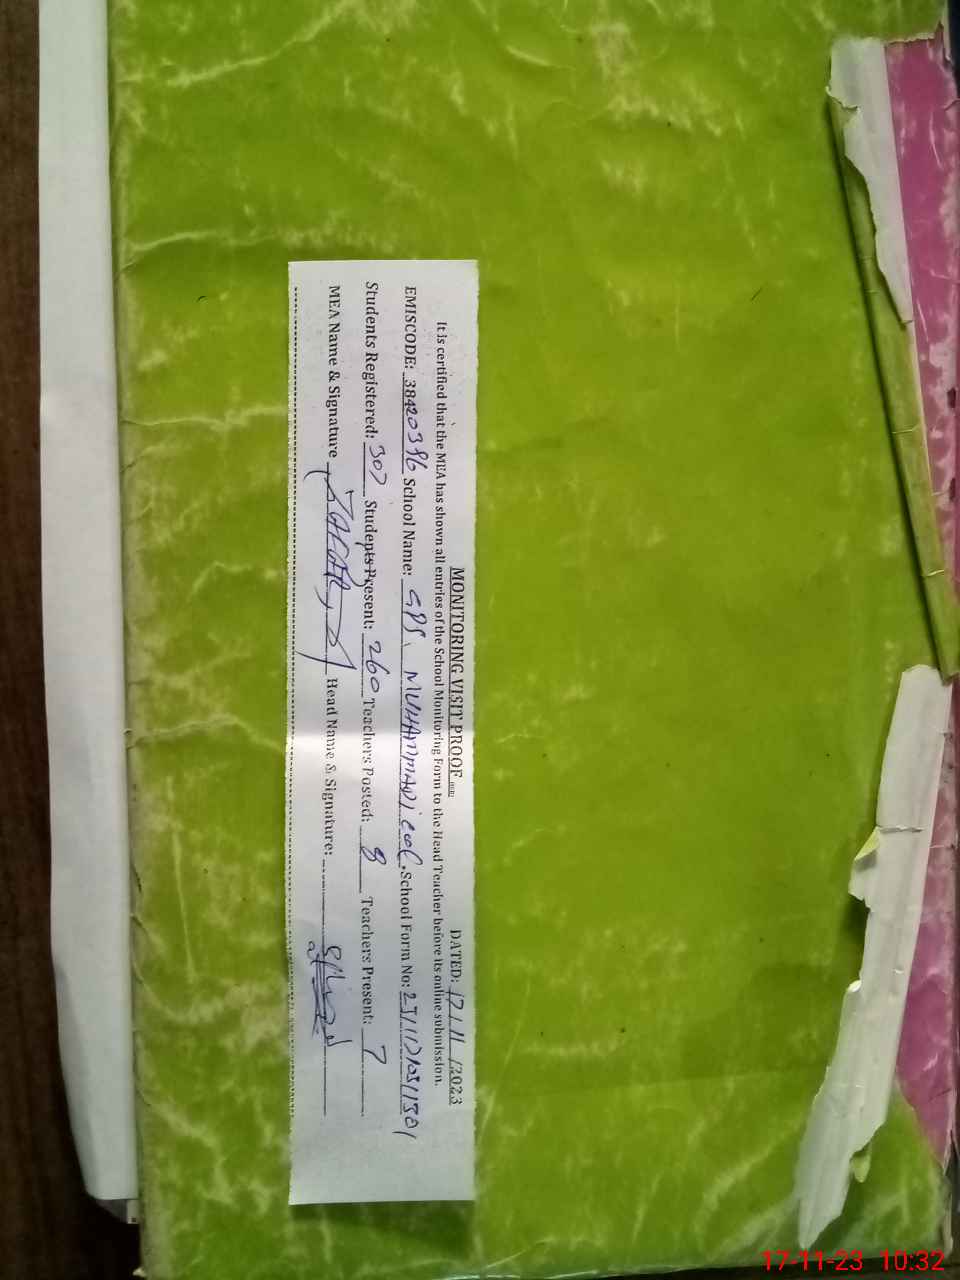 MONITORING VISIT PROOF DATED: 17/11/2023
It is certified that the MEA has shown all entries of the School Monitoring Form to the Head Teacher before its online submission.
EMISCODE: 38420396 School Name: GPS, MUHAMMADI COL. School Form No:
Students Registered: 307 Students Present: 260 Teachers Posted: 8 Teachers Present: 7
MEA Name & Signature ZAFAR Head Name & Signature:
17-11-23 10:32